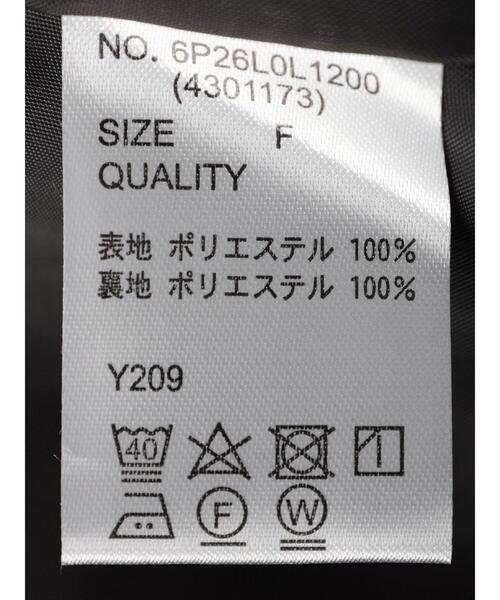 NO. 6P26L0L1200
(4301173)
SIZE F
QUALITY
表地 ポリエステル 100%
裏地 ポリエステル 100%
Y209
40
F W